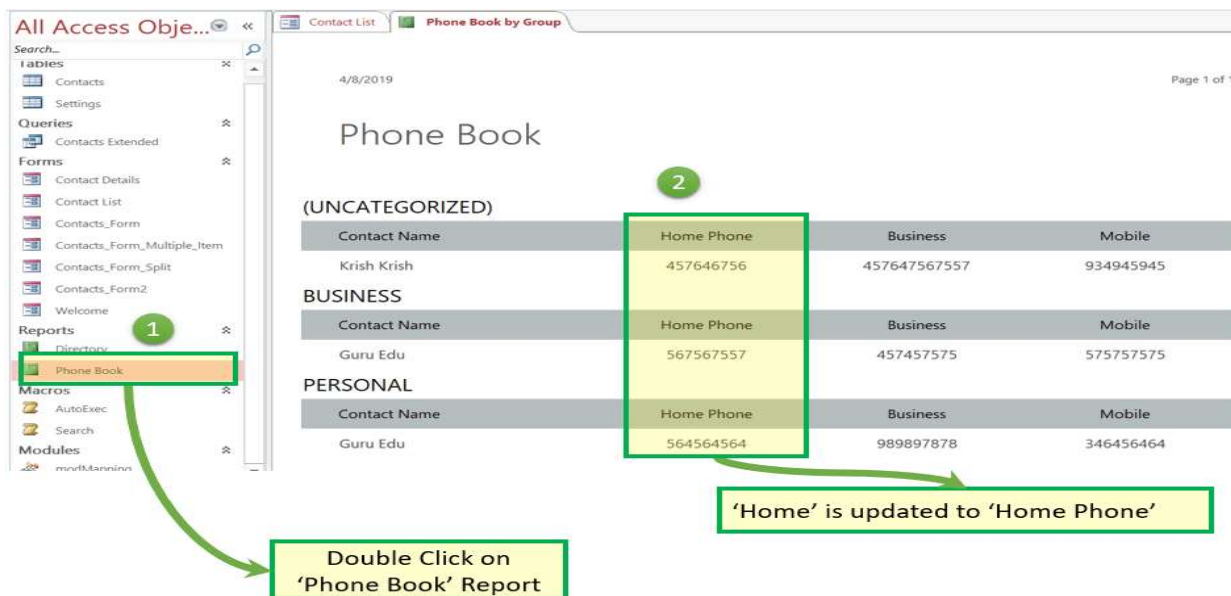 All Access Obje...
Search...
Tables
Contacts
Settings
Queries
Contacts Extended
Forms
Contact Details
Contact List
Contacts_Form
Contacts_Form_Multiple_Item
Contacts_Form_Split
Contacts_Form2
Welcome
Reports
1
Directory
Phone Book
Macros
AutoExec
Search
Modules
modMapping
Contact List
Phone Book by Group
4/8/2019
Page 1 of 1
Phone Book
2
(UNCATEGORIZED)
Contact Name Home Phone Business Mobile
Krish Krish 457646756 457647567557 934945945
BUSINESS
Contact Name Home Phone Business Mobile
Guru Edu 567567557 457457575 575757575
PERSONAL
Contact Name Home Phone Business Mobile
Guru Edu 564564564 989897878 346456464
‘Home’ is updated to ‘Home Phone’
Double Click on
‘Phone Book’ Report